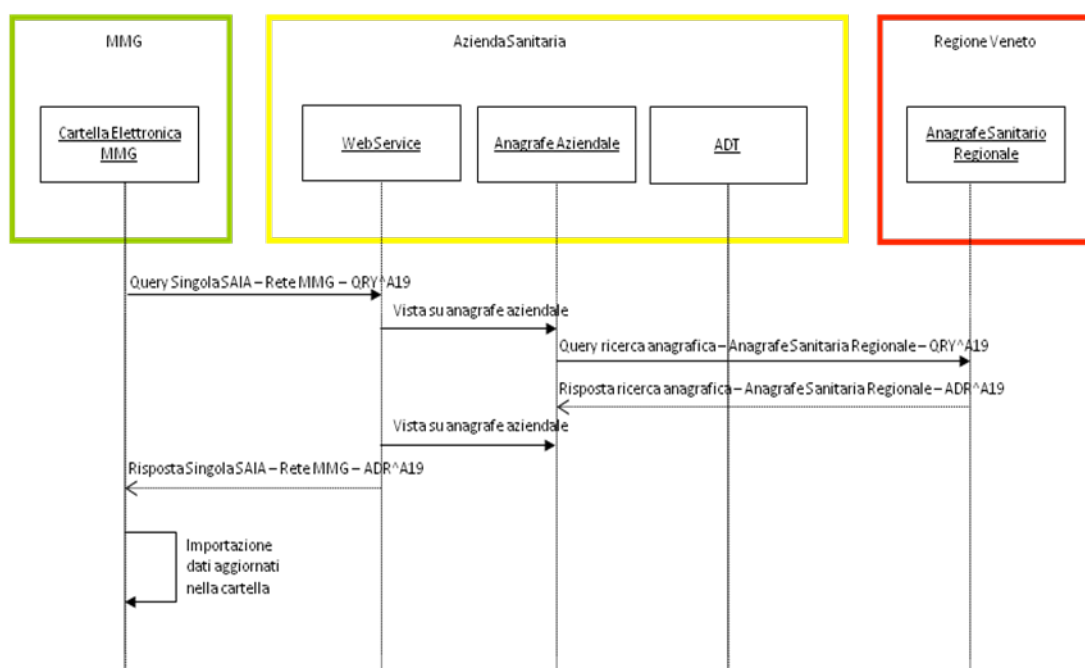 MMG
Azienda Sanitaria
Regione Veneto
Cartella Elettronica
MMG
WebService
Anagrafe Aziendale
ADT
Anagrafe Sanitario
Regionale
Query Singola SAIA – Rete MMG – QRY^A19
Vista su anagrafe aziendale
Query ricerca anagrafica – Anagrafe Sanitaria Regionale – QRY^A19
Risposta ricerca anagrafica – Anagrafe Sanitaria Regionale – ADR^A19
Vista su anagrafe aziendale
Risposta Singola SAIA – Rete MMG – ADR^A19
Importazione
dati aggiornati
nella cartella